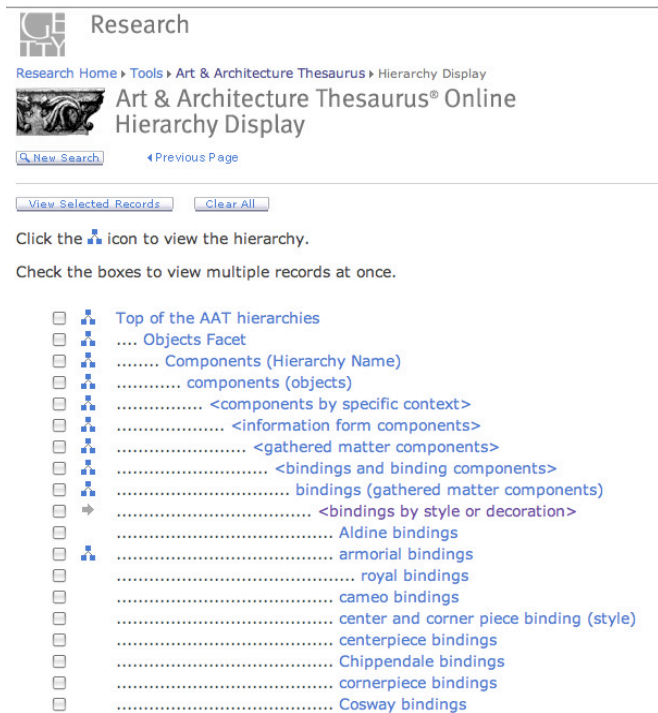 GETTY
Research
Research Home ▸ Tools ▸ Art & Architecture Thesaurus ▸ Hierarchy Display
Art & Architecture Thesaurus® Online
Hierarchy Display
New Search ◂ Previous Page
View Selected Records Clear All
Click the icon to view the hierarchy.
Check the boxes to view multiple records at once.
Top of the AAT hierarchies
.... Objects Facet
........ Components (Hierarchy Name)
............ components (objects)
................ <components by specific context>
.................... <information form components>
........................ <gathered matter components>
............................ <bindings and binding components>
................................ bindings (gathered matter components)
.................................... <bindings by style or decoration>
........................................ Aldine bindings
........................................ armorial bindings
............................................ royal bindings
........................................ cameo bindings
........................................ center and corner piece binding (style)
........................................ centerpiece bindings
........................................ Chippendale bindings
........................................ cornerpiece bindings
........................................ Cosway bindings